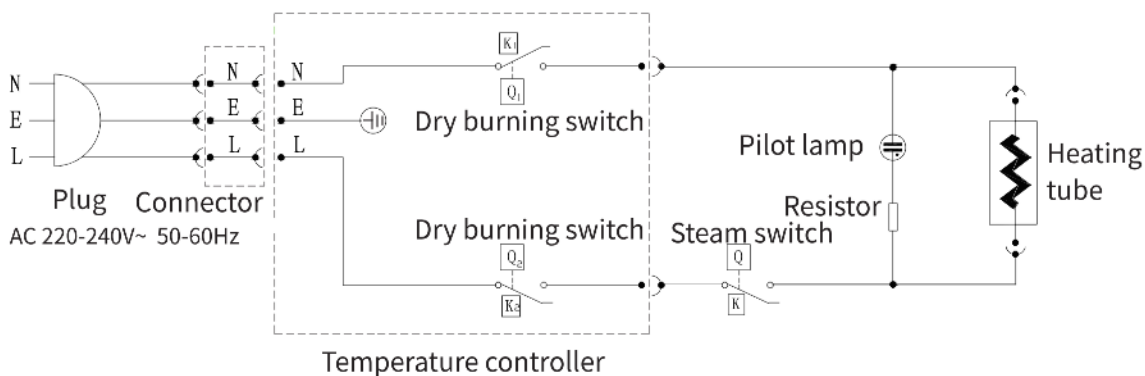 K1
N
N
N
Q1
E
E
E
Dry burning switch
L
L
L
Pilot lamp
Heating
tube
Plug
Connector
Resistor
AC 220-240V~ 50-60Hz
Dry burning switch
Steam switch
Q2
Q
K2
K
Temperature controller